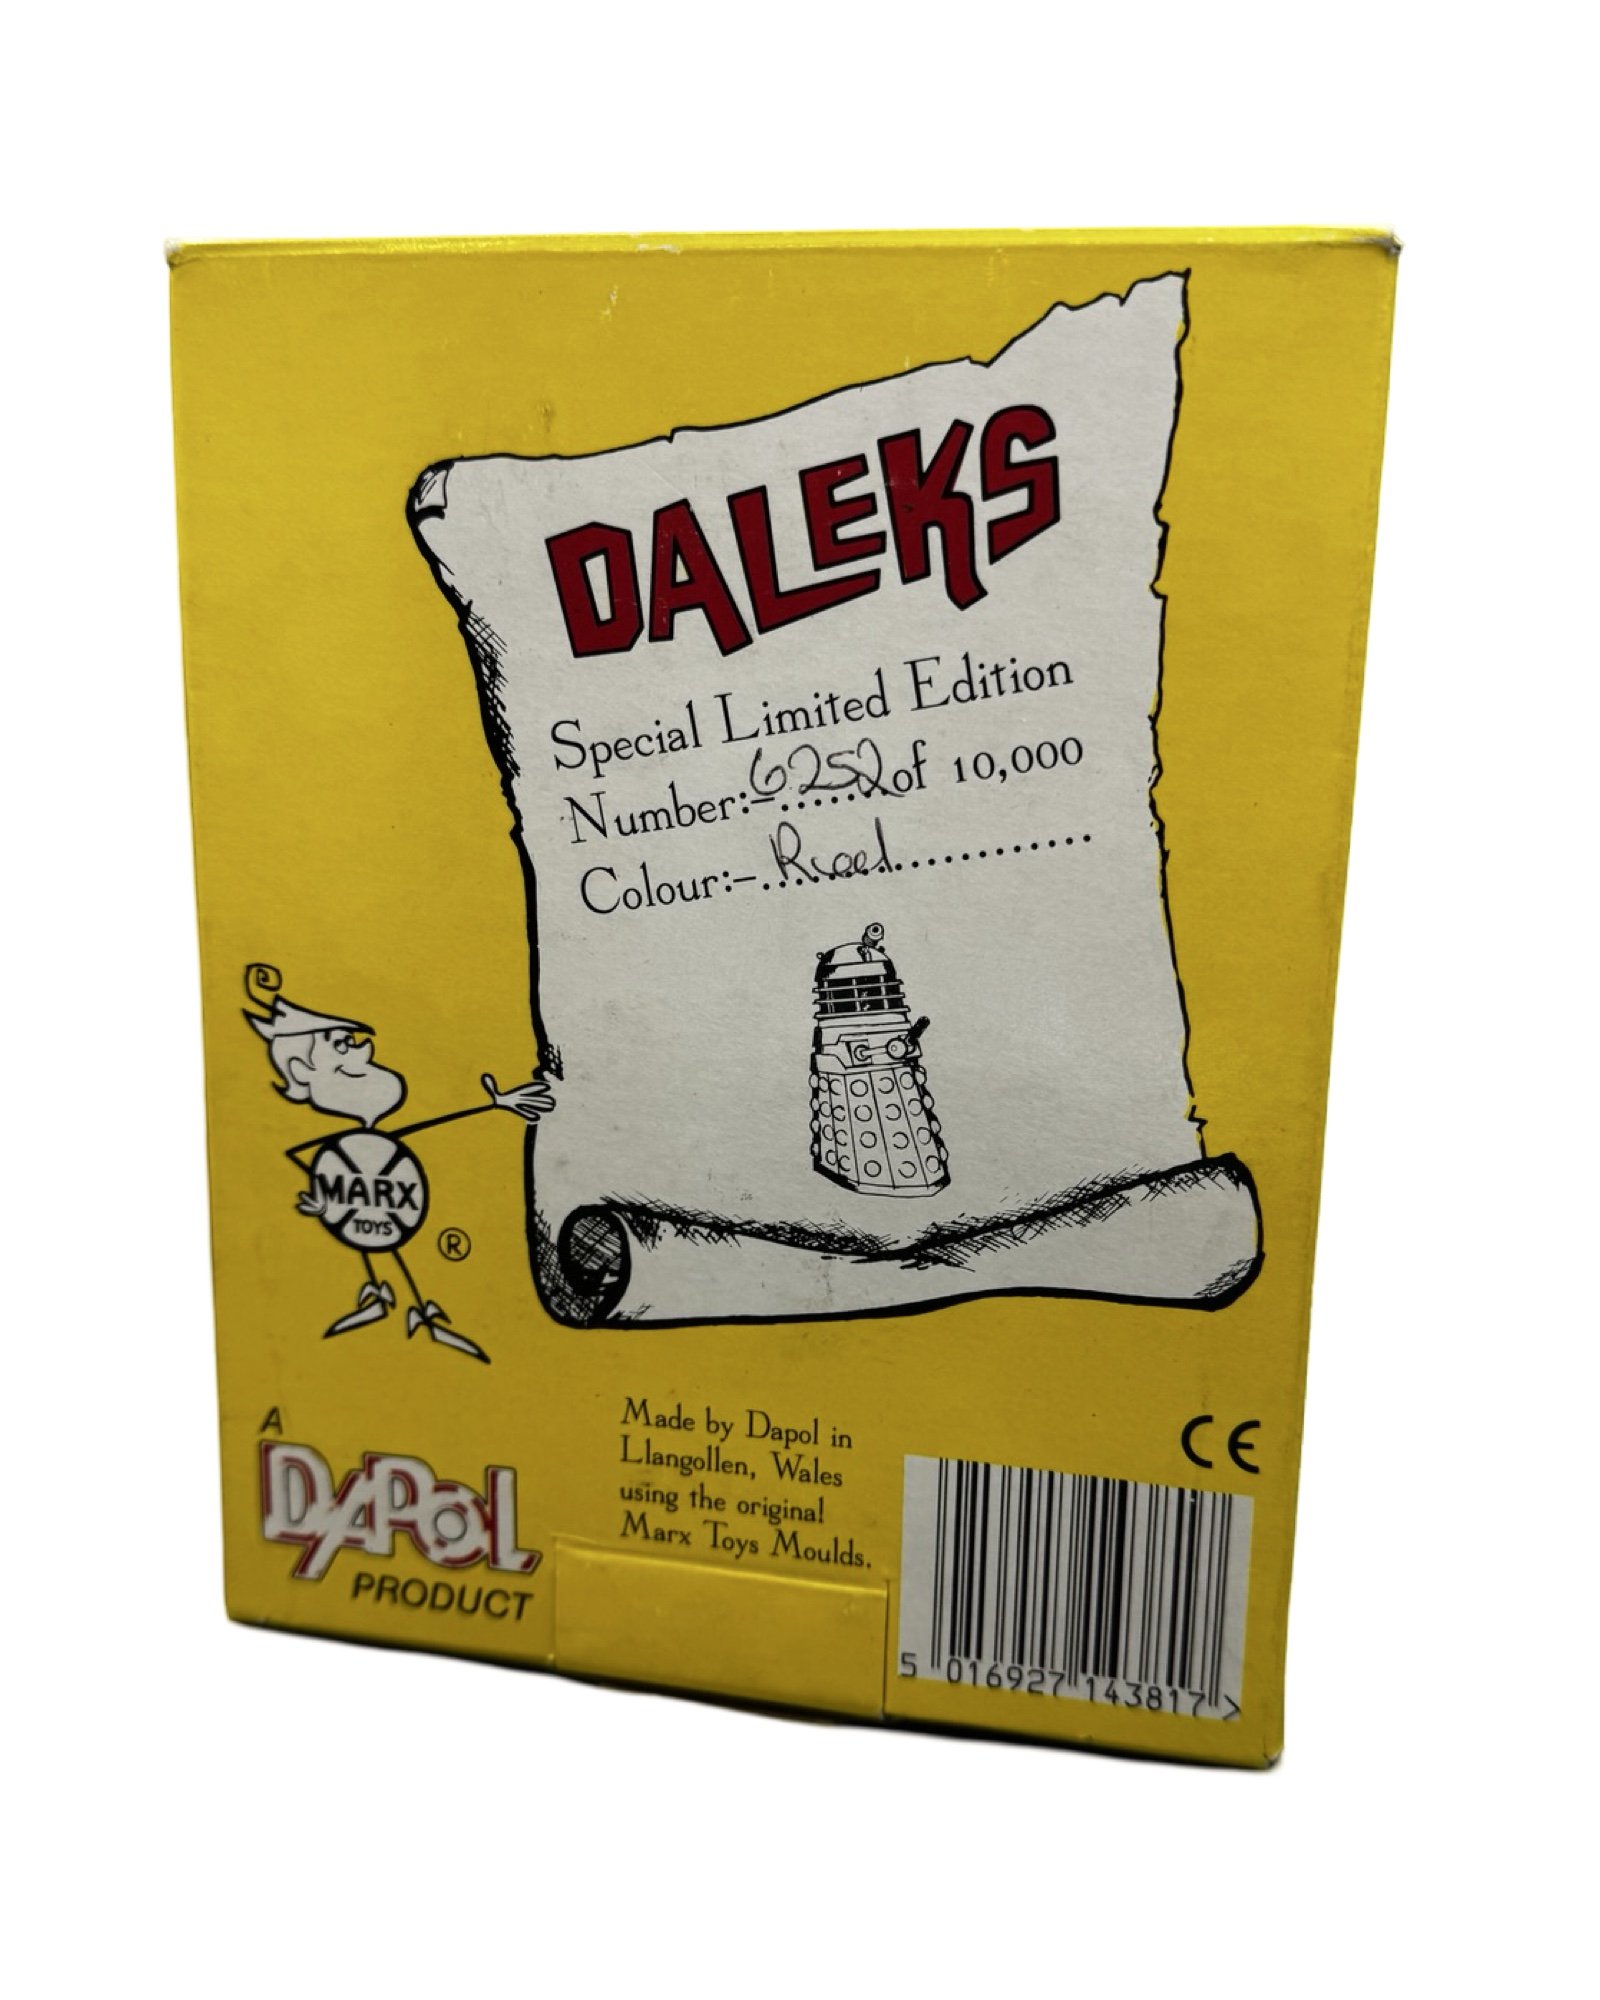 DALEKS
Special Limited Edition
Number:-6252of 10,000
Colour:-.Red............
MARX
TOYS
®
A
DAPOL
PRODUCT
Made by Dapol in
Llangollen, Wales
using the original
Marx Toys Moulds.
CE
5 016927 143817 >